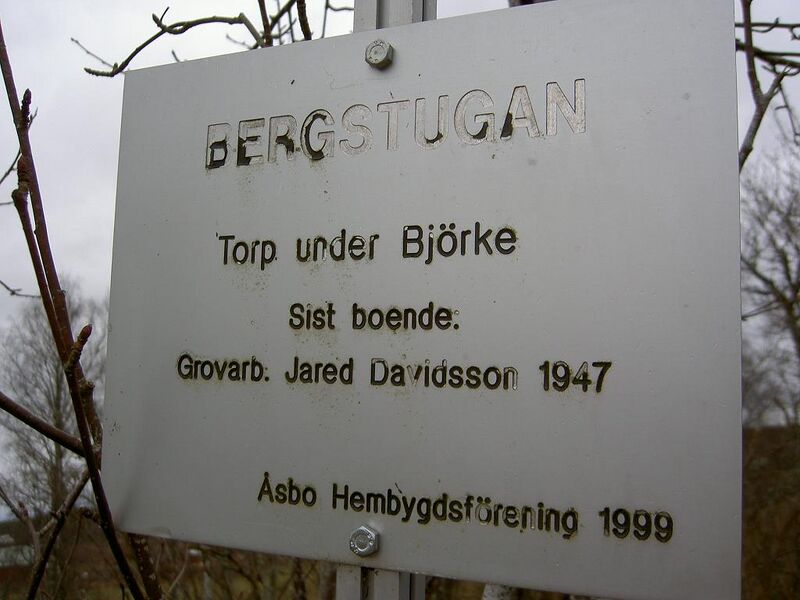 BERGSTUGAN
Torp under Björke
Sist boende:
Grovarb. Jared Davidsson 1947
Åsbo Hembygdsförening 1999